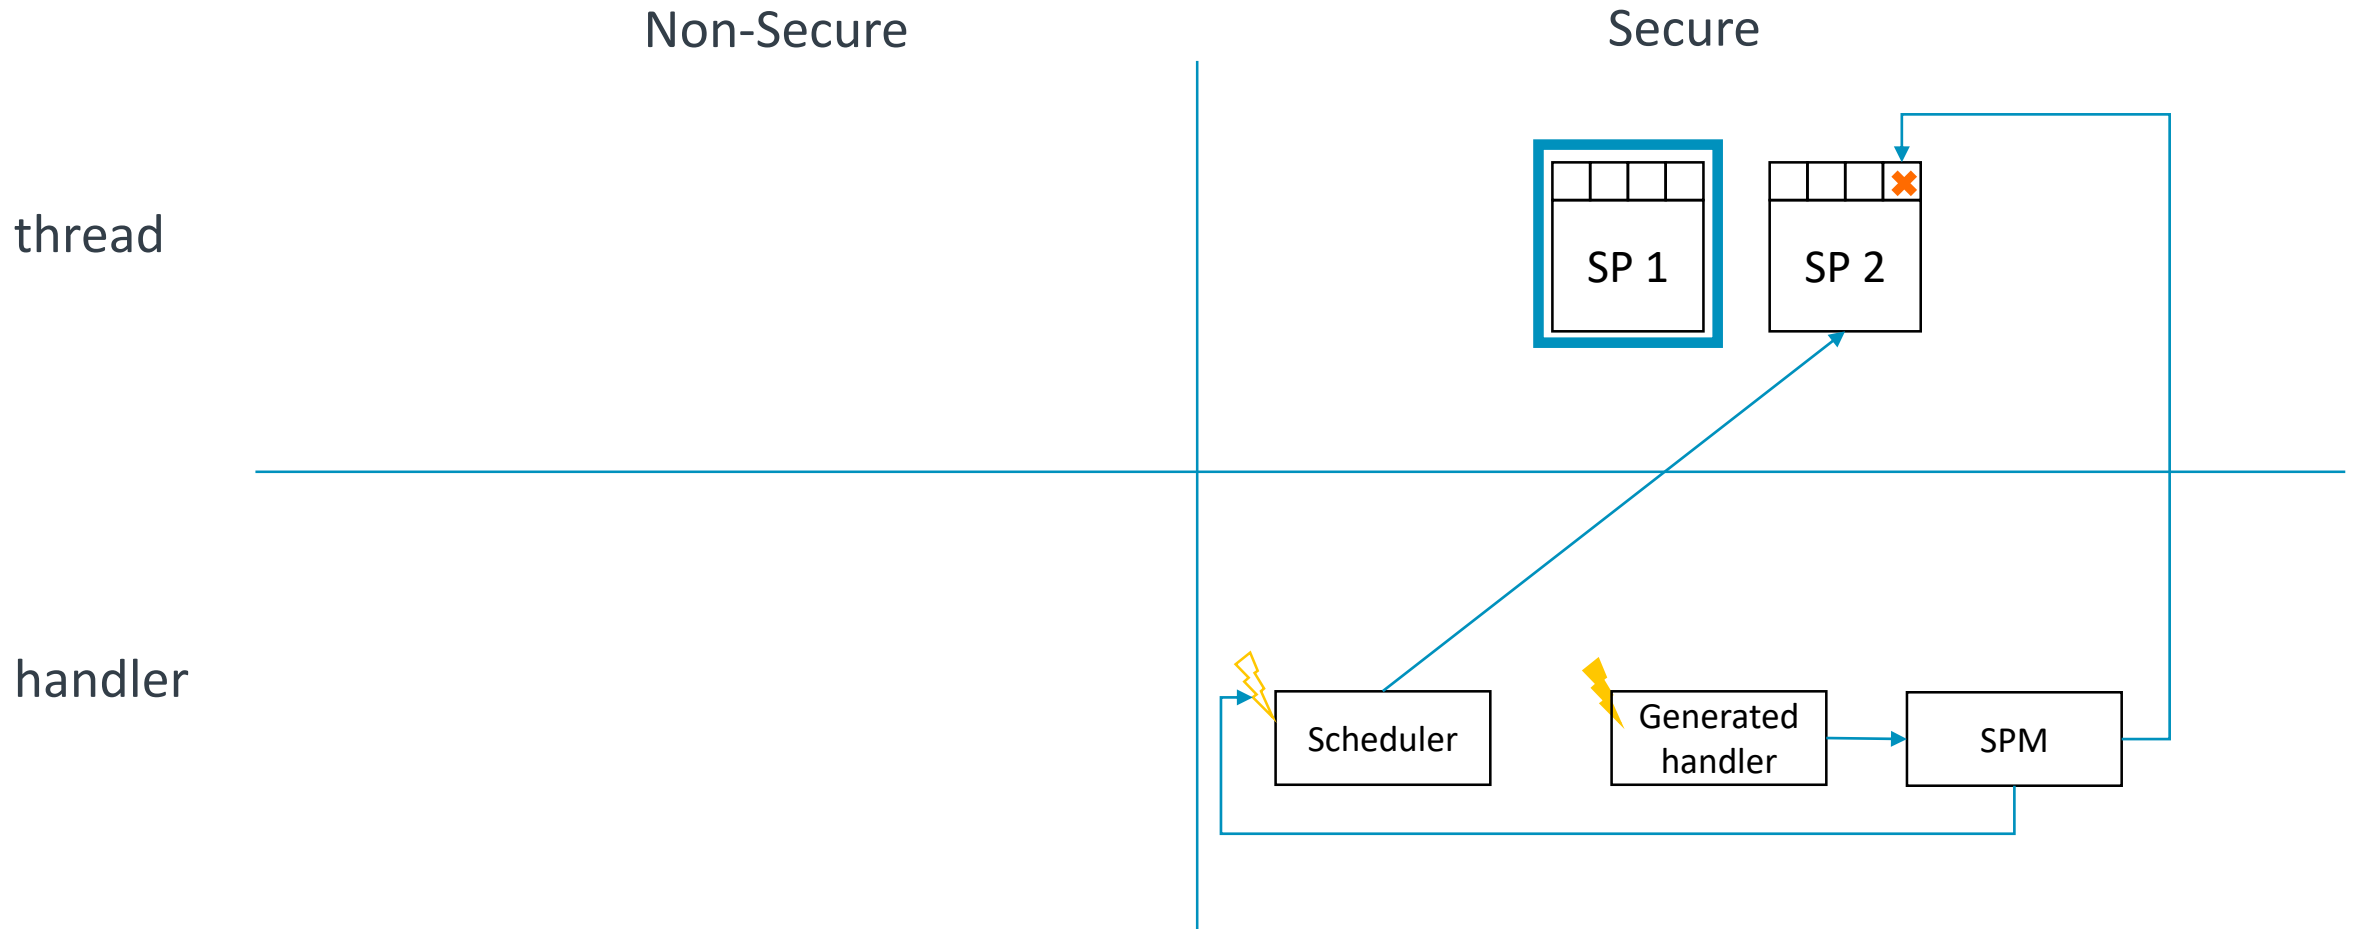 Non-Secure
Secure
thread
SP 1
SP 2
handler
Scheduler
Generated
handler
SPM